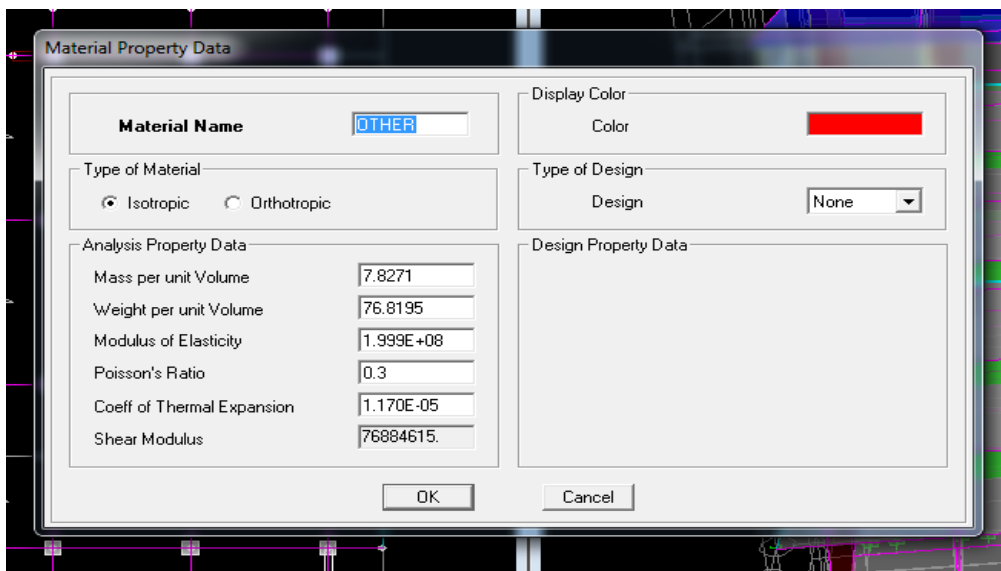 Material Property Data
Material Name OTHER
Display Color
Color
Type of Material
Isotropic Orthotropic
Type of Design
Design None
Analysis Property Data
Mass per unit Volume 7.8271
Weight per unit Volume 76.8195
Modulus of Elasticity 1.999E+08
Poisson's Ratio 0.3
Coeff of Thermal Expansion 1.170E-05
Shear Modulus 76884615.
Design Property Data
OK Cancel